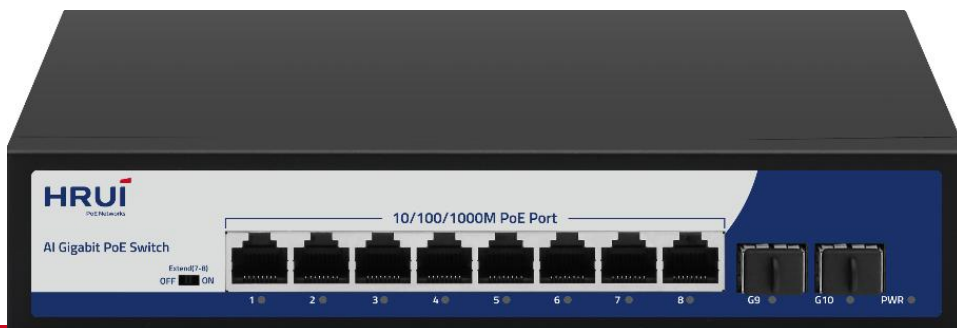 HRUI
PoE Networks
10/100/1000M PoE Port
AI Gigabit PoE Switch
Extend(7-8)
OFF ON
1 2 3 4 5 6 7 8 G9 G10 PWR